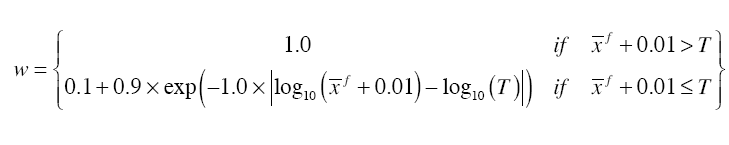 w = { 1.0 if x̄ᶠ + 0.01 > T
0.1 + 0.9 × exp(−1.0 × |log₁₀(x̄ᶠ + 0.01) − log₁₀(T)|) if x̄ᶠ + 0.01 ≤ T }